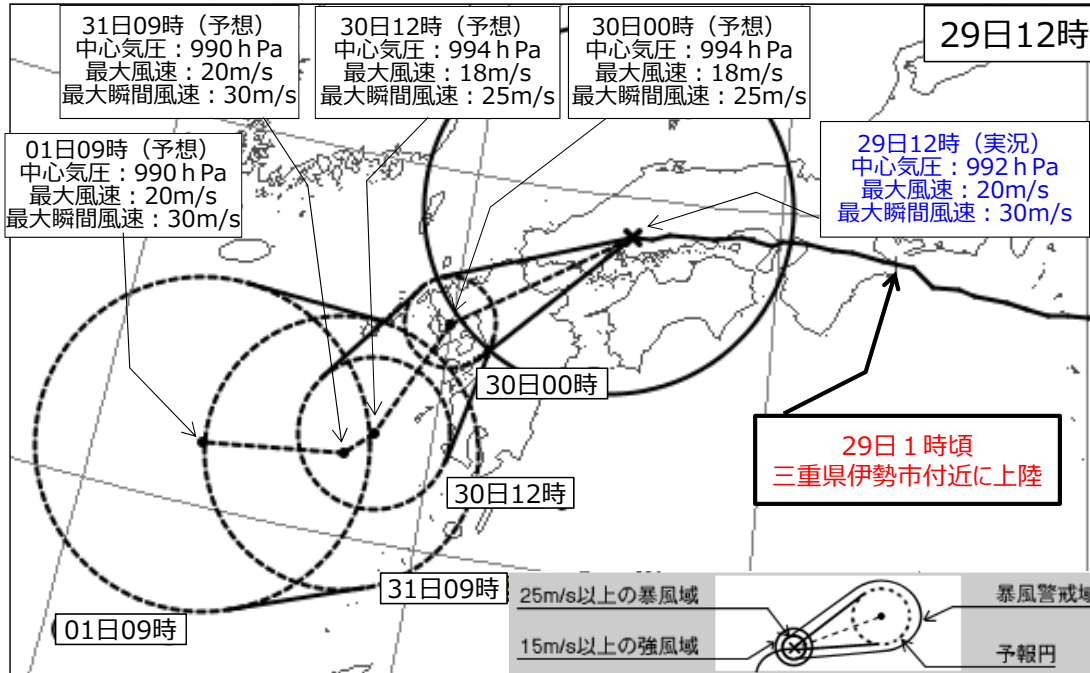 29日12時
31日09時（予想）
中心気圧：990ｈPa
最大風速：20m/s
最大瞬間風速：30m/s
30日12時（予想）
中心気圧：994ｈPa
最大風速：18m/s
最大瞬間風速：25m/s
30日00時（予想）
中心気圧：994ｈPa
最大風速：18m/s
最大瞬間風速：25m/s
01日09時（予想）
中心気圧：990ｈPa
最大風速：20m/s
最大瞬間風速：30m/s
29日12時（実況）
中心気圧：992ｈPa
最大風速：20m/s
最大瞬間風速：30m/s
30日00時
29日１時頃
三重県伊勢市付近に上陸
30日12時
31日09時
01日09時
25m/s以上の暴風域
15m/s以上の強風域
暴風警戒域
予報円